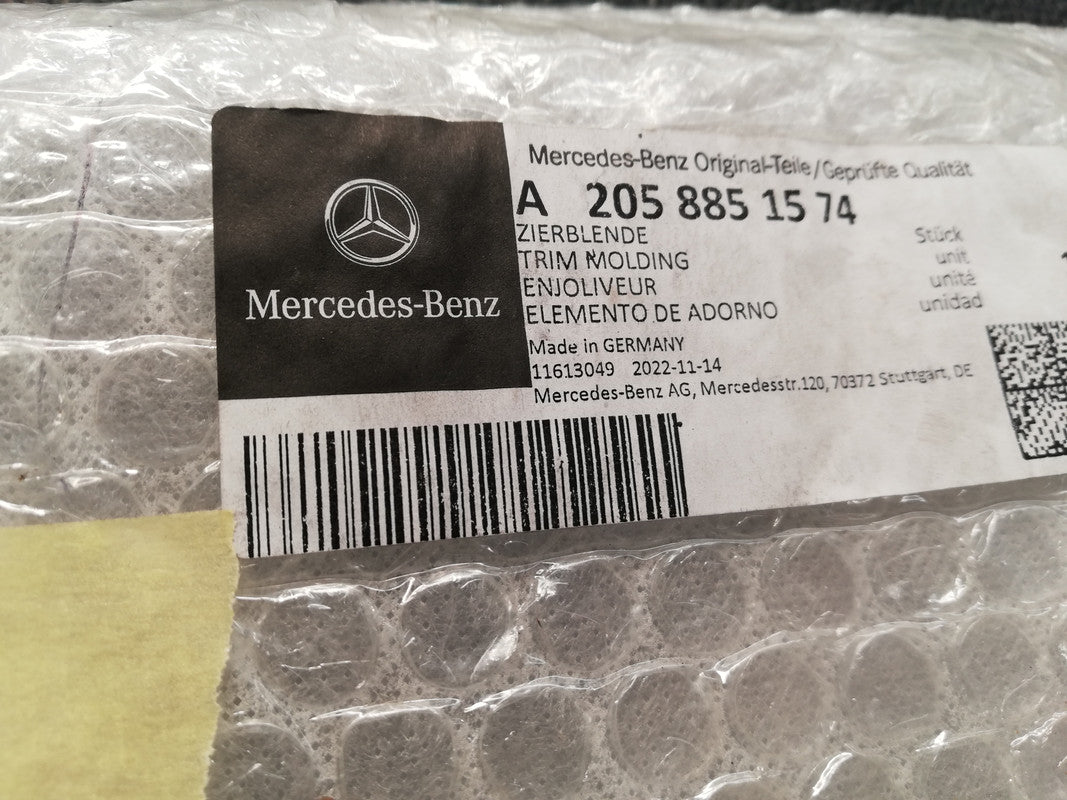 Mercedes-Benz
Mercedes-Benz Original-Teile/Geprüfte Qualität
A 205 885 15 74
ZIERBLENDE Stück
TRIM MOLDING unit
ENJOLIVEUR unité
ELEMENTO DE ADORNO unidad
Made in GERMANY
11613049 2022-11-14
Mercedes-Benz AG, Mercedesstr.120, 70372 Stuttgart, DE